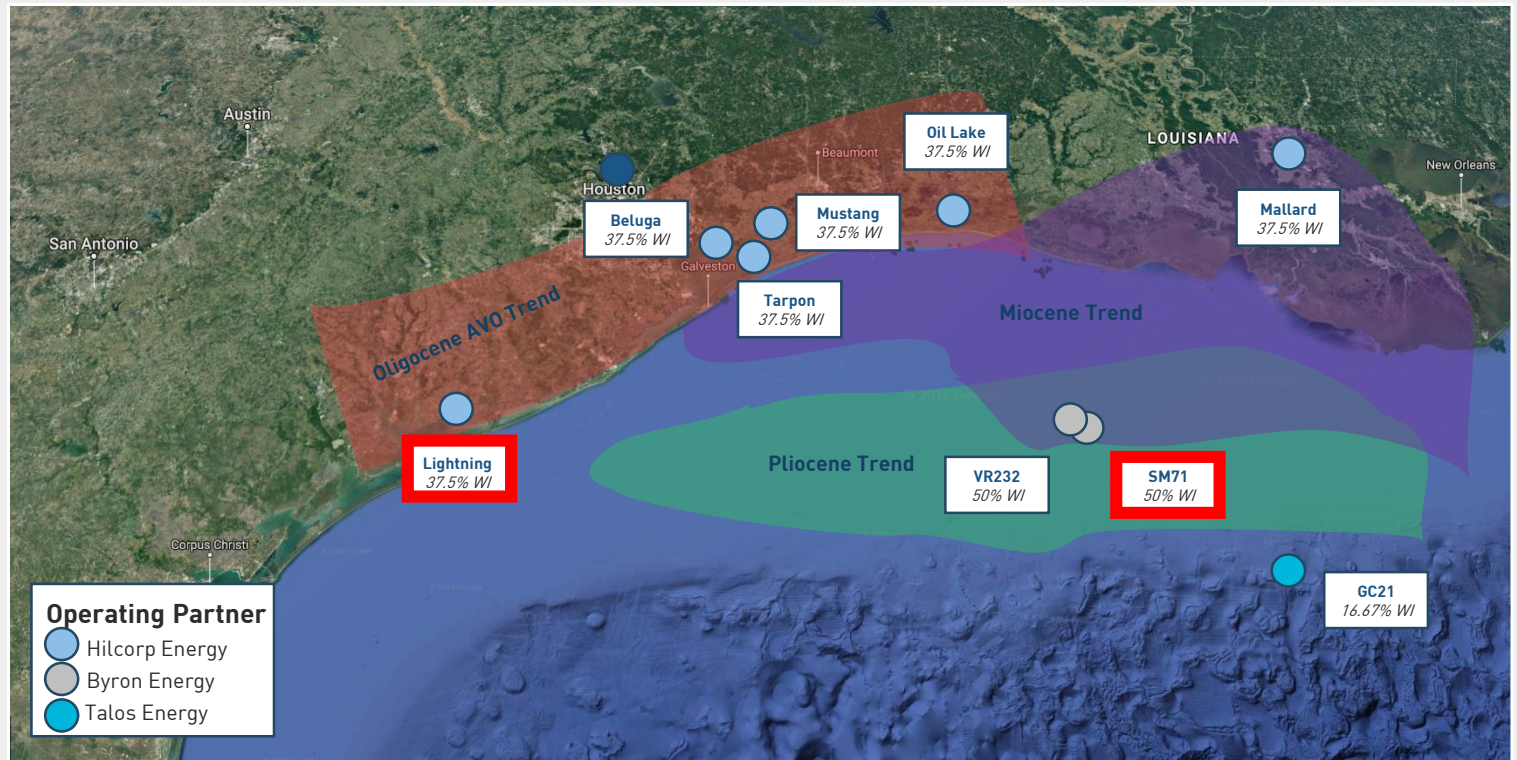 Austin
San Antonio
Houston
Beaumont
Oil Lake
37.5% WI
LOUISIANA
New Orleans
Beluga
37.5% WI
Mustang
37.5% WI
Mallard
37.5% WI
Galveston
Tarpon
37.5% WI
Oligocene AVO Trend
Miocene Trend
Lightning
37.5% WI
Pliocene Trend
VR232
50% WI
SM71
50% WI
Corpus Christi
GC21
16.67% WI
Operating Partner
Hilcorp Energy
Byron Energy
Talos Energy